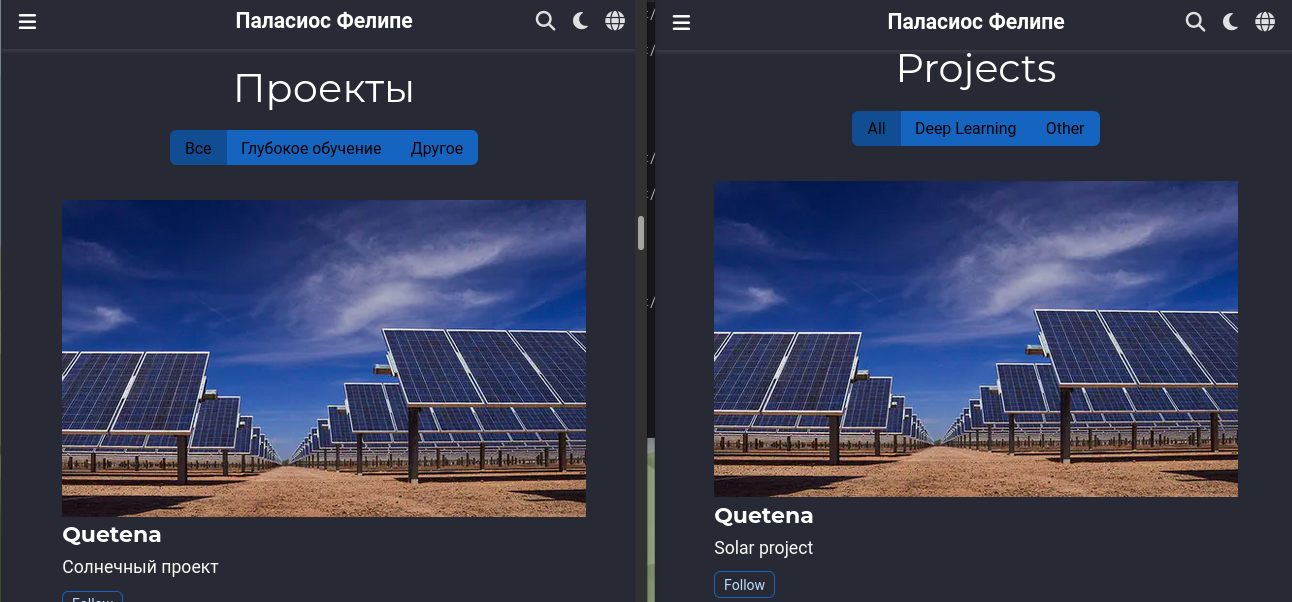 Паласиос Фелипе
Проекты
Все Глубокое обучение Другое
Quetena
Солнечный проект
Follow
Паласиос Фелипе
Projects
All Deep Learning Other
Quetena
Solar project
Follow